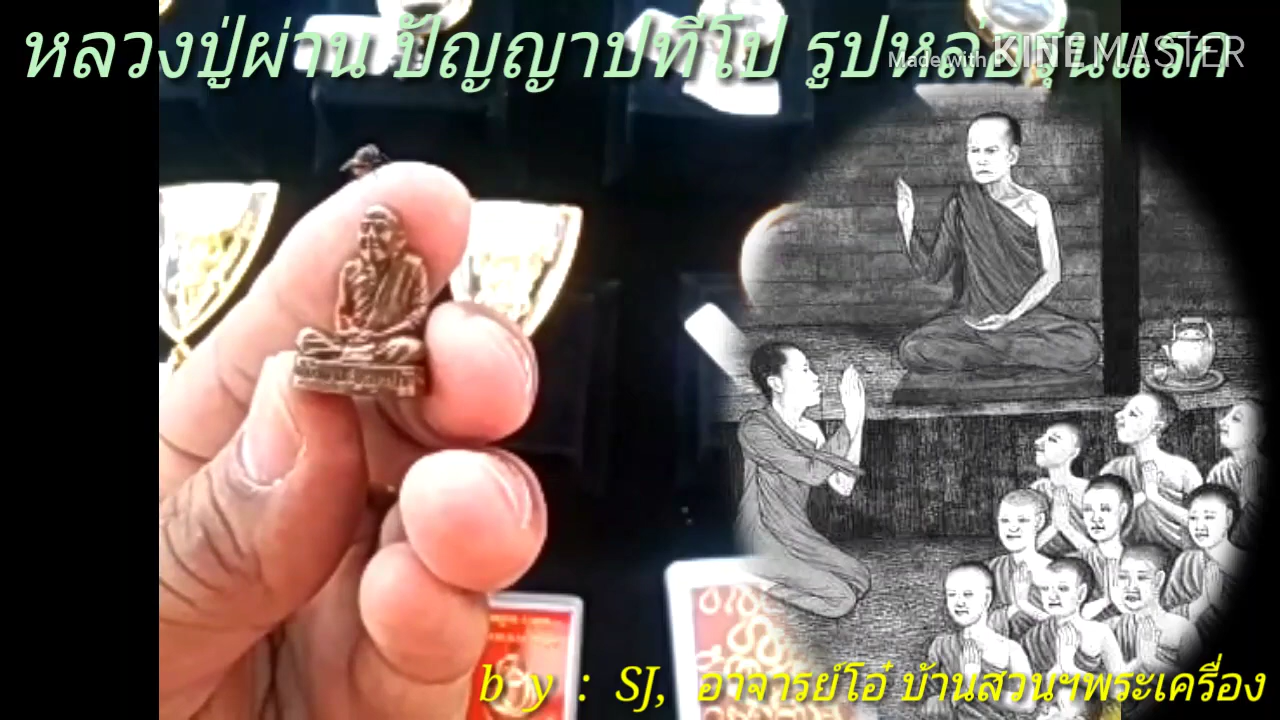 หลวงปู่ผ่าน ปัญญาปทีโป รูปหล่อรุ่นแรก
Made with KINEMASTER
by : SJ, อาจารย์โอ๋ บ้านสวนฯพระเครื่อง